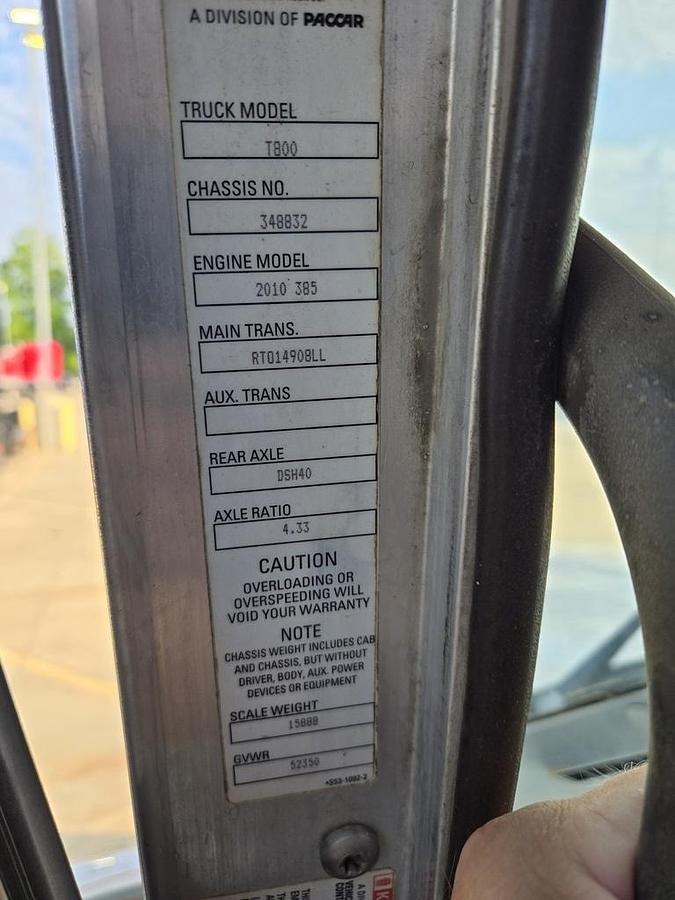 A DIVISION OF PACCAR
TRUCK MODEL
T800
CHASSIS NO.
348832
ENGINE MODEL
2010 385
MAIN TRANS.
RTO14908LL
AUX. TRANS
REAR AXLE
DSH40
AXLE RATIO
4.33
CAUTION
OVERLOADING OR
OVERSPEEDING WILL
VOID YOUR WARRANTY
NOTE
CHASSIS WEIGHT INCLUDES CAB
AND CHASSIS, BUT WITHOUT
DRIVER, BODY, AUX. POWER
DEVICES OR EQUIPMENT
SCALE WEIGHT
15888
GVWR
52350